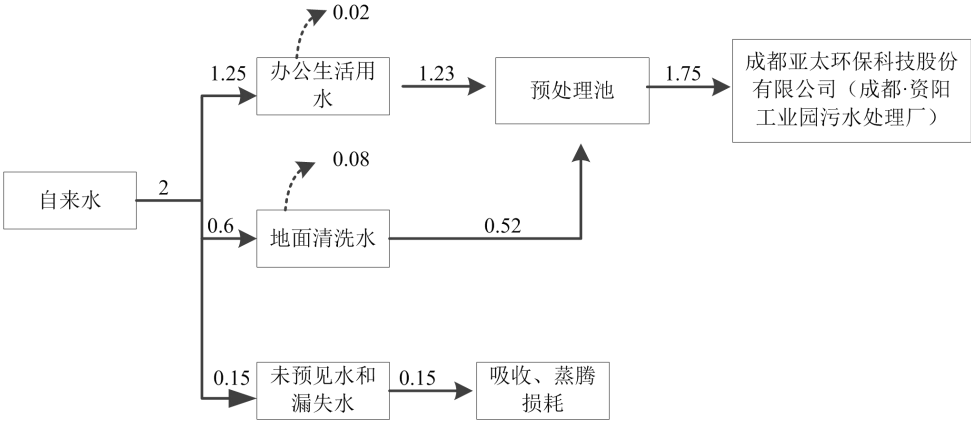 0.02
1.25
办公生活用
水
1.23
预处理池
1.75
成都亚太环保科技股份
有限公司（成都·资阳
工业园污水处理厂）
0.08
自来水
2
0.6
地面清洗水
0.52
0.15
未预见水和
漏失水
0.15
吸收、蒸腾
损耗